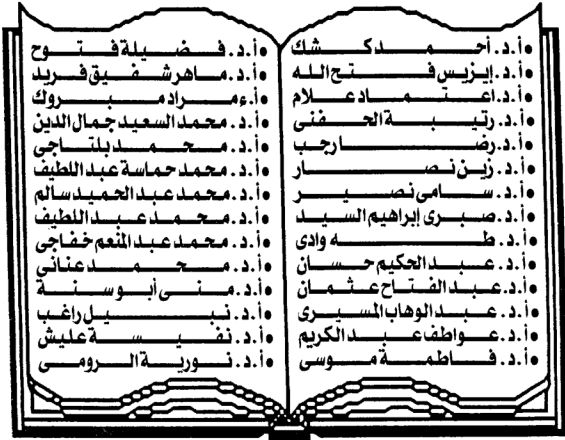 • أ.د. أحمد كشك
• أ.د. إيزيس فتح الله
• أ.د. اعتماد علام
• أ.د. رتيبة الحفنى
• أ.د. رضا رجب
• أ.د. زين نصار
• أ.د. سامى نصير
• أ.د. صبرى إبراهيم السيد
• أ.د. طه وادى
• أ.د. عبد الحكيم حسان
• أ.د. عبد الفتاح عثمان
• أ.د. عبد الوهاب المسيرى
• أ.د. عواطف عبد الكريم
• أ.د. فاطمة موسى
• أ.د. فضيلة فتوح
• أ.د. ماهر شفيق فريد
• أ.ء مراد مبروك
• أ.د. محمد السعيد جمال الدين
• أ.د. محمد بلتاجى
• أ.د. محمد حماسة عبد اللطيف
• أ.د. محمد عبد الحميد سالم
• أ.د. محمد عبد اللطيف
• أ.د. محمد عبد المنعم خفاجى
• أ.د. محمد عنانى
• أ.د. منى أبو سنة
• أ.د. نبيل راغب
• أ.د. نفيسة عليش
• أ.د. نورية الرومى